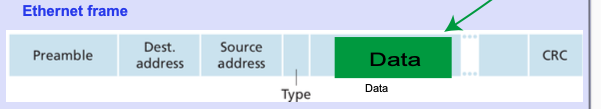 Ethernet frame
Preamble
Dest.
address
Source
address
Data
CRC
Type
Data